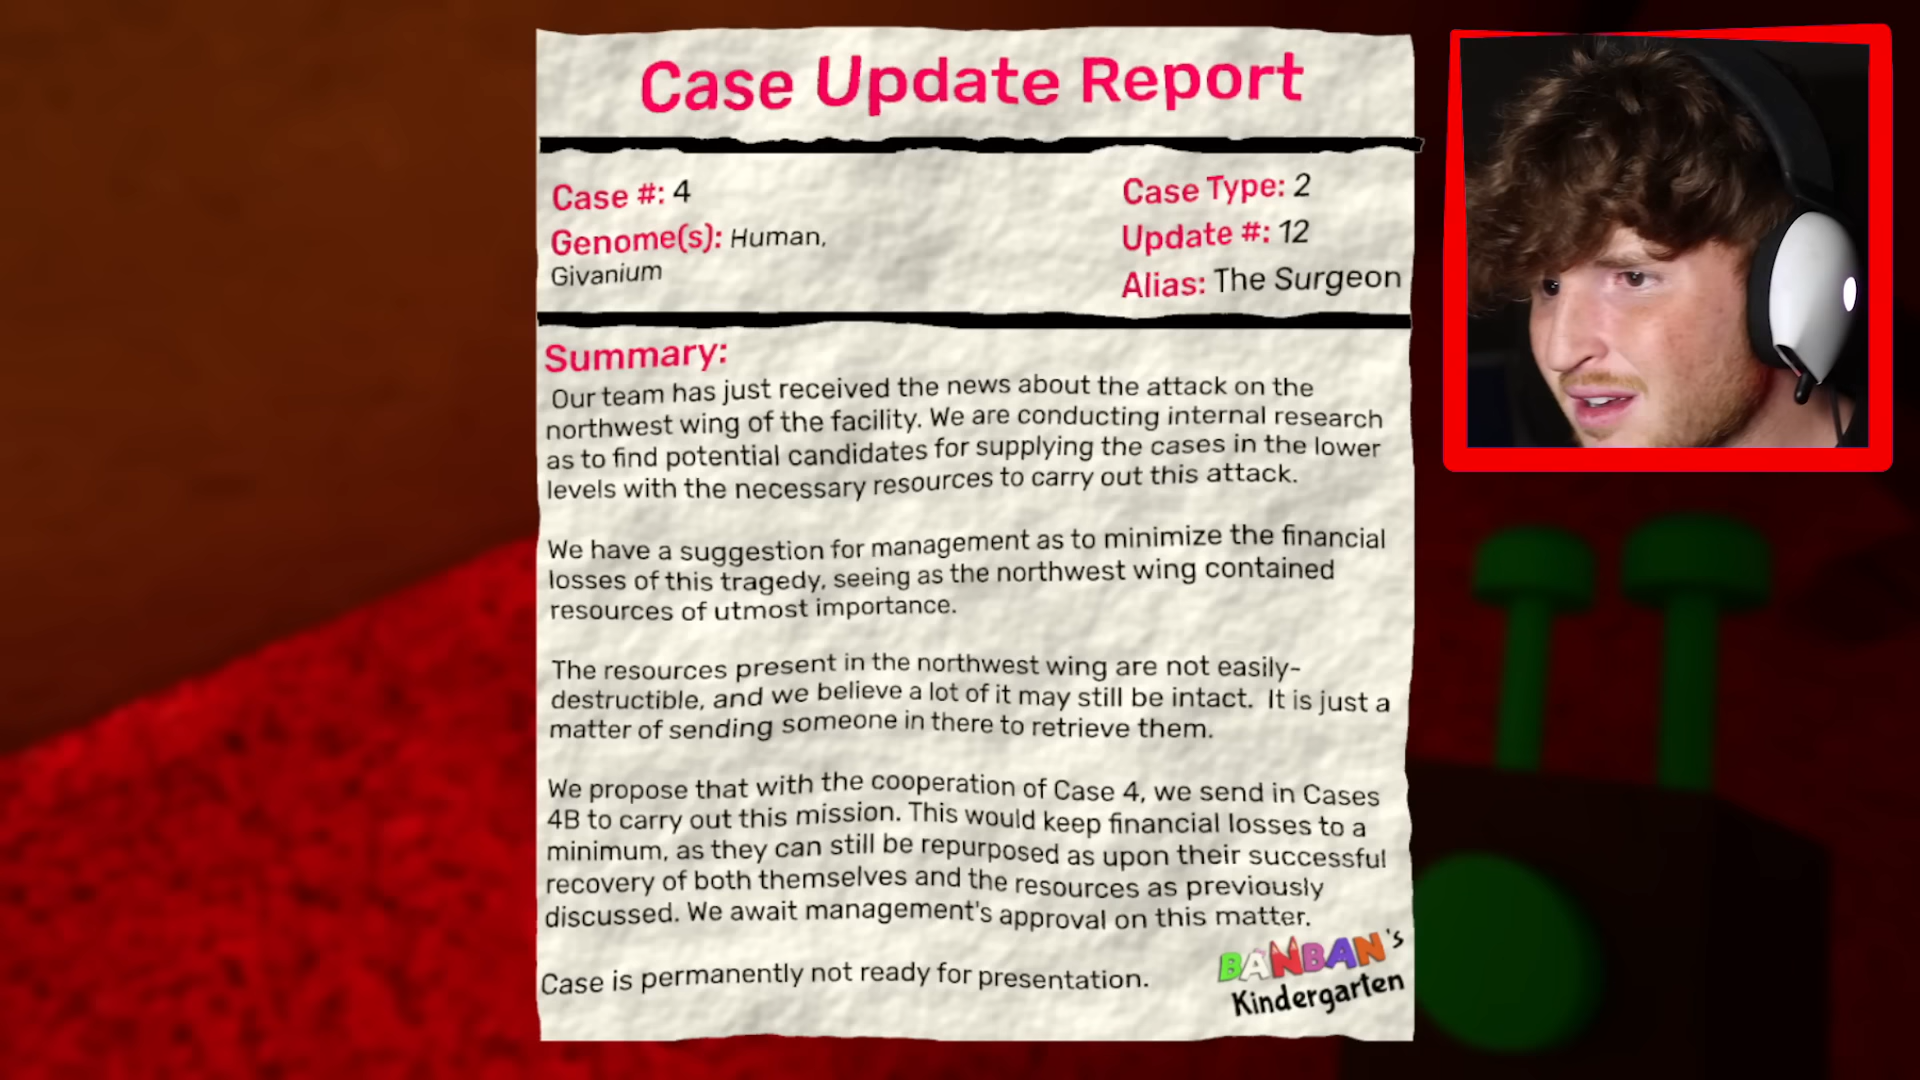 Case Update Report
Case #: 4
Genome(s): Human,
Givanium
Case Type: 2
Update #: 12
Alias: The Surgeon
Summary:
Our team has just received the news about the attack on the
northwest wing of the facility. We are conducting internal research
as to find potential candidates for supplying the cases in the lower
levels with the necessary resources to carry out this attack.
We have a suggestion for management as to minimize the financial
losses of this tragedy, seeing as the northwest wing contained
resources of utmost importance.
The resources present in the northwest wing are not easily-
destructible, and we believe a lot of it may still be intact. It is just a
matter of sending someone in there to retrieve them.
We propose that with the cooperation of Case 4, we send in Cases
4B to carry out this mission. This would keep financial losses to a
minimum, as they can still be repurposed as upon their successful
recovery of both themselves and the resources as previously
discussed. We await management's approval on this matter.
Case is permanently not ready for presentation.
BANBAN's
Kindergarten